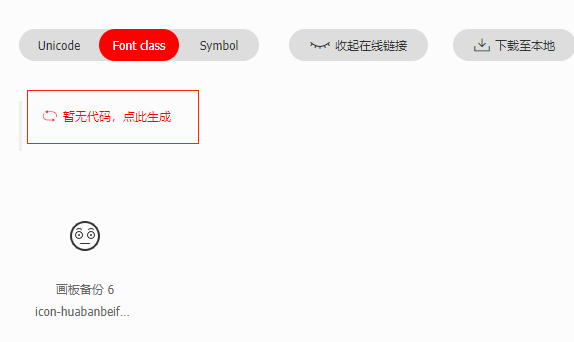 Unicode Font class Symbol 收起在线链接 下载至本地
暂无代码，点此生成
画板备份 6
icon-huabanbeif...